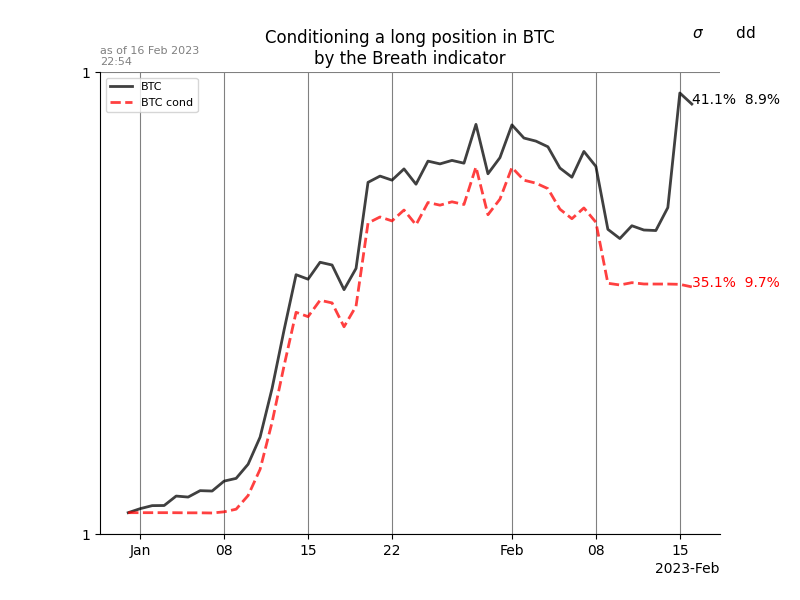 Conditioning a long position in BTC
by the Breath indicator
σ dd
as of 16 Feb 2023
22:54
1
BTC
BTC cond
41.1% 8.9%
35.1% 9.7%
1
Jan 08 15 22 Feb 08 15
2023-Feb